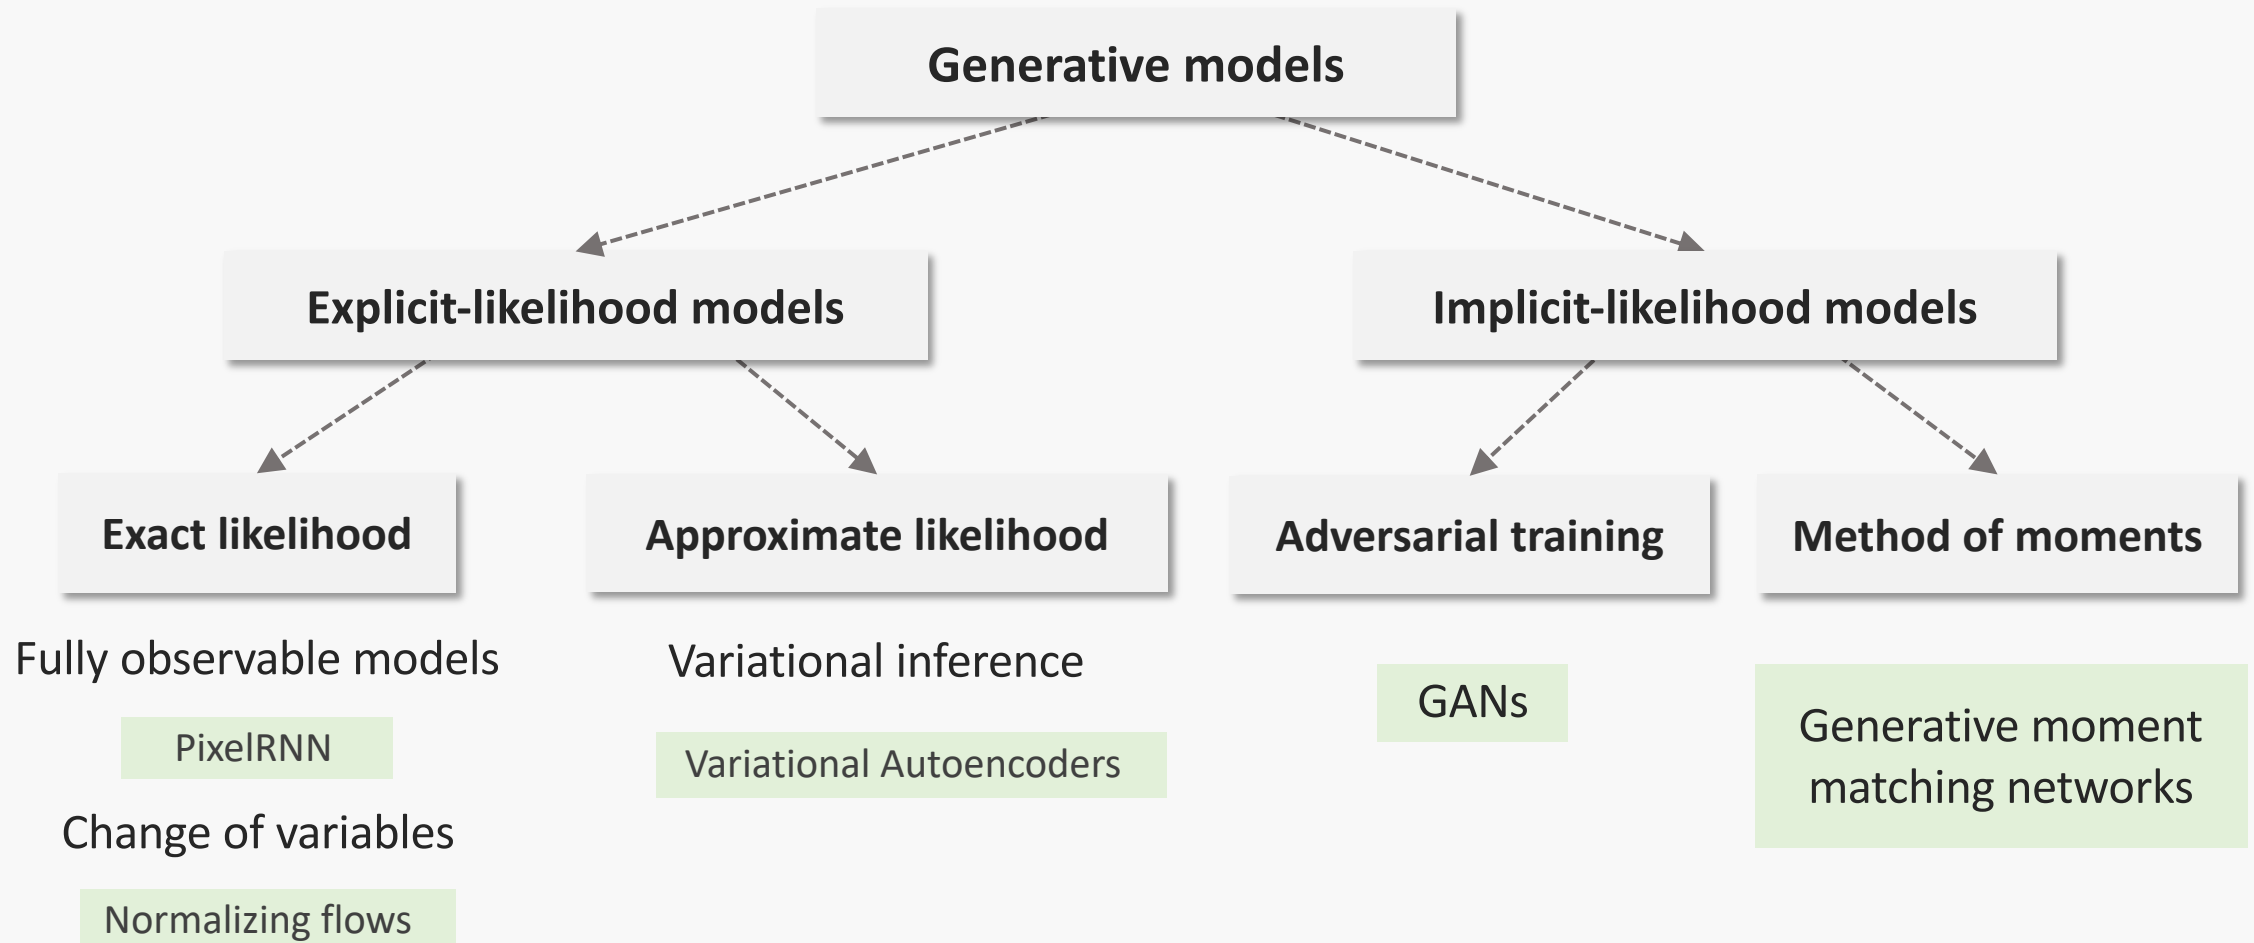 Generative models
Explicit-likelihood models
Implicit-likelihood models
Exact likelihood
Approximate likelihood
Adversarial training
Method of moments
Fully observable models
PixelRNN
Change of variables
Normalizing flows
Variational inference
Variational Autoencoders
GANs
Generative moment
matching networks